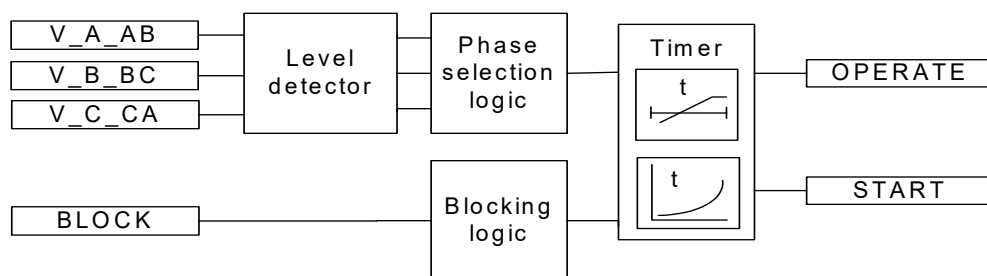 V_A_AB
V_B_BC
V_C_CA
BLOCK
Level
detector
Phase
selection
logic
Blocking
logic
Timer
t
t
OPERATE
START